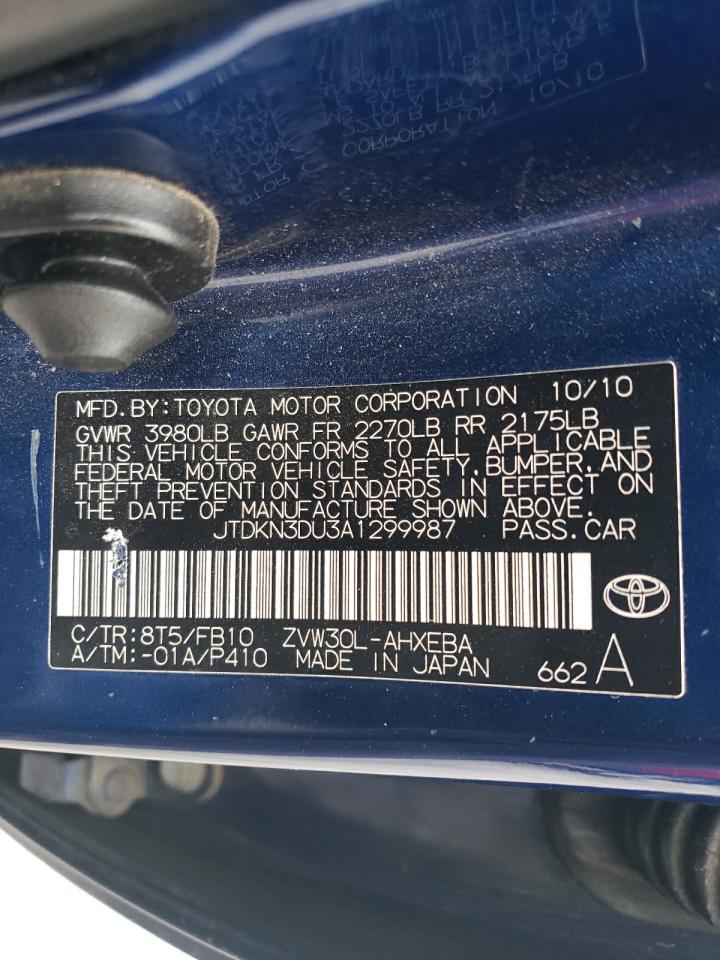 MFD. BY: TOYOTA MOTOR CORPORATION 10/10
GVWR 3980LB GAWR FR 2270LB RR 2175LB
THIS VEHICLE CONFORMS TO ALL APPLICABLE
FEDERAL MOTOR VEHICLE SAFETY, BUMPER, AND
THEFT PREVENTION STANDARDS IN EFFECT ON
THE DATE OF MANUFACTURE SHOWN ABOVE.
JTDKN3DU3A1299987 PASS. CAR
C/TR: 8T5/FB10 ZVW30L-AHXEBA
A/TM: -01A/P410 MADE IN JAPAN 662 A